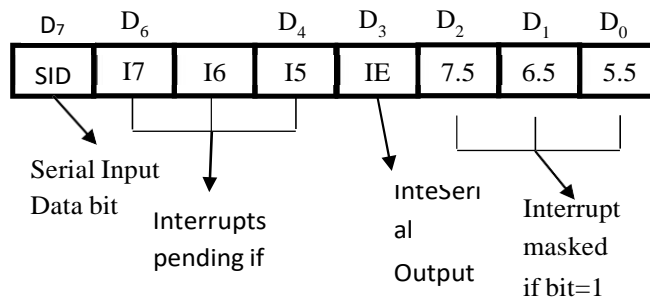 D7 D6 D4 D3 D2 D1 D0
SID I7 I6 I5 IE 7.5 6.5 5.5
Serial Input
Data bit
Interrupts
pending if
InteSeri
al
Output
Interrupt
masked
if bit=1